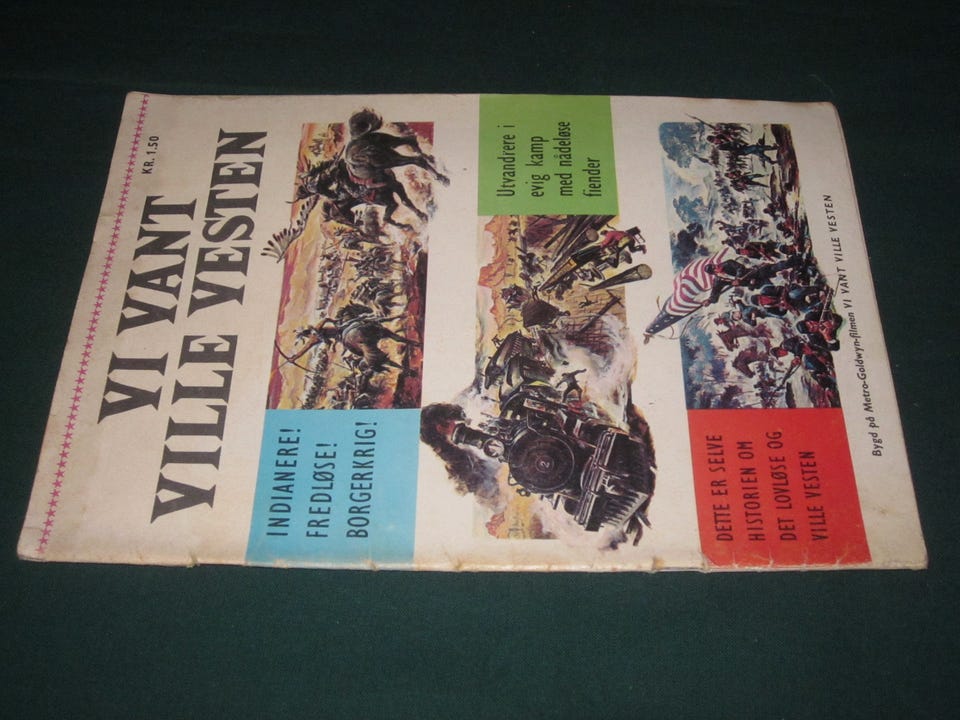 KR. 1.50
VI VANT
VILLE VESTEN
INDIANERE!
FREDLØSE!
BORGERKRIG!
Utvandrere i
evig kamp
med nådeløse
fiender
2
DETTE ER SELVE
HISTORIEN OM
DET LOVLØSE OG
VILLE VESTEN
Bygd på Metro-Goldwyn-filmen VI VANT VILLE VESTEN